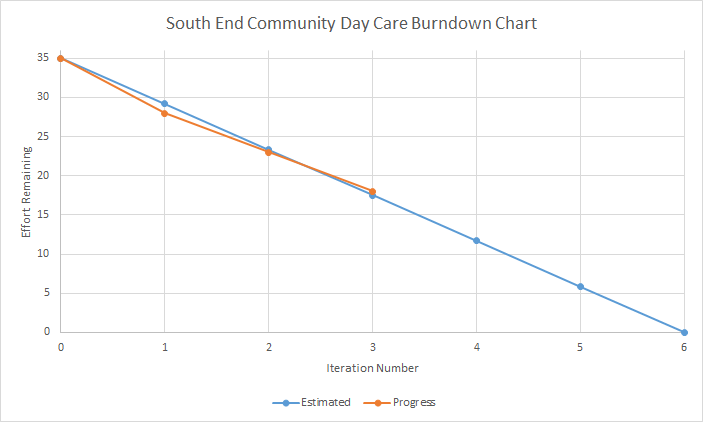 South End Community Day Care Burndown Chart
35
30
25
20
15
10
5
0
Effort Remaining
0 1 2 3 4 5 6
Iteration Number
Estimated Progress